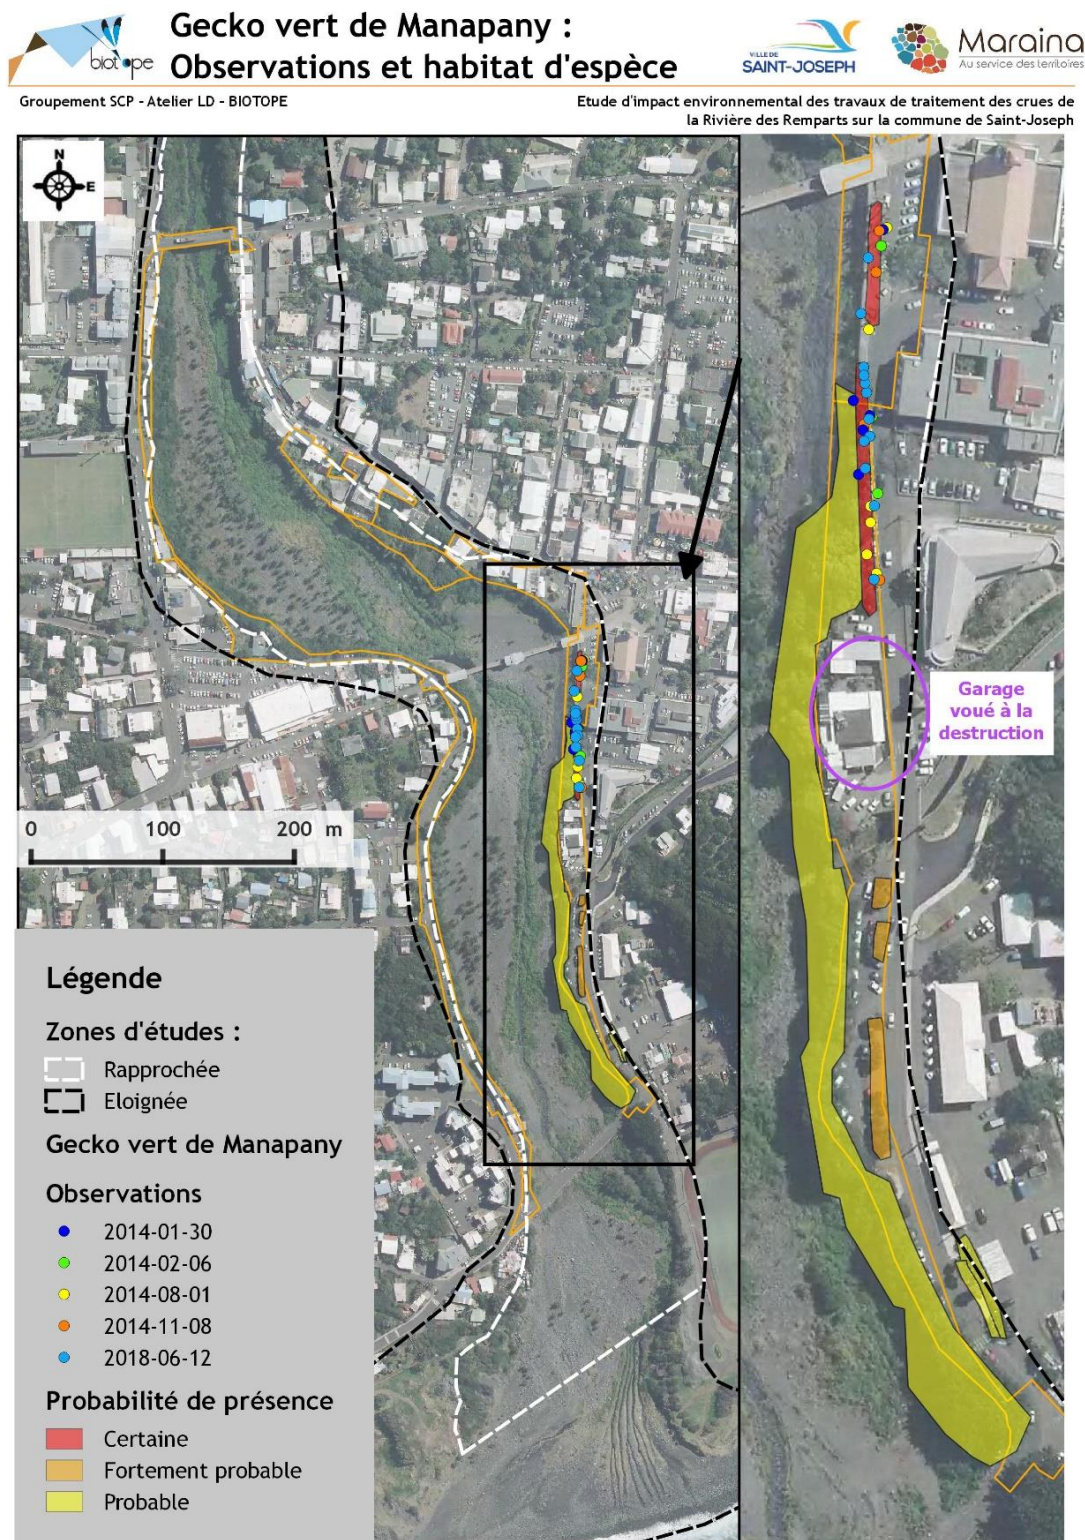 biotope
Gecko vert de Manapany :
Observations et habitat d'espèce
VILLE DE
SAINT-JOSEPH
Maraina
Au service des territoires
Groupement SCP - Atelier LD - BIOTOPE
Etude d'impact environnemental des travaux de traitement des crues de
la Rivière des Remparts sur la commune de Saint-Joseph
N
E
Garage
voué à la
destruction
0 100 200 m
Légende
Zones d'études :
Rapprochée
Eloignée
Gecko vert de Manapany
Observations
2014-01-30
2014-02-06
2014-08-01
2014-11-08
2018-06-12
Probabilité de présence
Certaine
Fortement probable
Probable